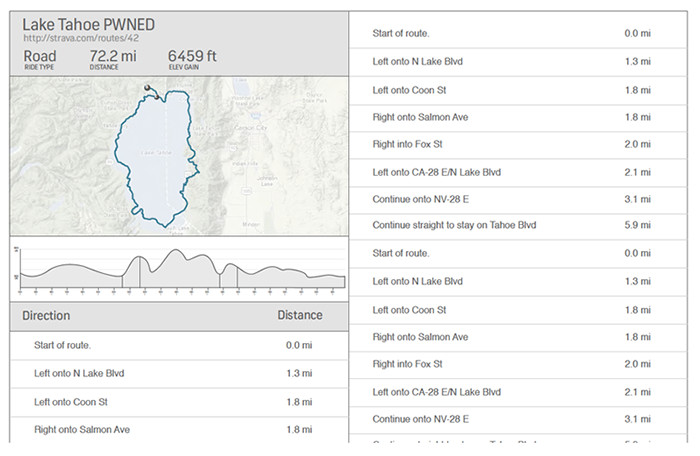 Lake Tahoe PWNED
http://strava.com/routes/42
Road 72.2 mi 6459 ft
RIDE TYPE DISTANCE ELEV GAIN
Carson City
Lake Tahoe
Direction Distance
Start of route. 0.0 mi
Left onto N Lake Blvd 1.3 mi
Left onto Coon St 1.8 mi
Right onto Salmon Ave 1.8 mi
Start of route. 0.0 mi
Left onto N Lake Blvd 1.3 mi
Left onto Coon St 1.8 mi
Right onto Salmon Ave 1.8 mi
Right into Fox St 2.0 mi
Left onto CA-28 E/N Lake Blvd 2.1 mi
Continue onto NV-28 E 3.1 mi
Continue straight to stay on Tahoe Blvd 5.9 mi
Start of route. 0.0 mi
Left onto N Lake Blvd 1.3 mi
Left onto Coon St 1.8 mi
Right onto Salmon Ave 1.8 mi
Right into Fox St 2.0 mi
Left onto CA-28 E/N Lake Blvd 2.1 mi
Continue onto NV-28 E 3.1 mi